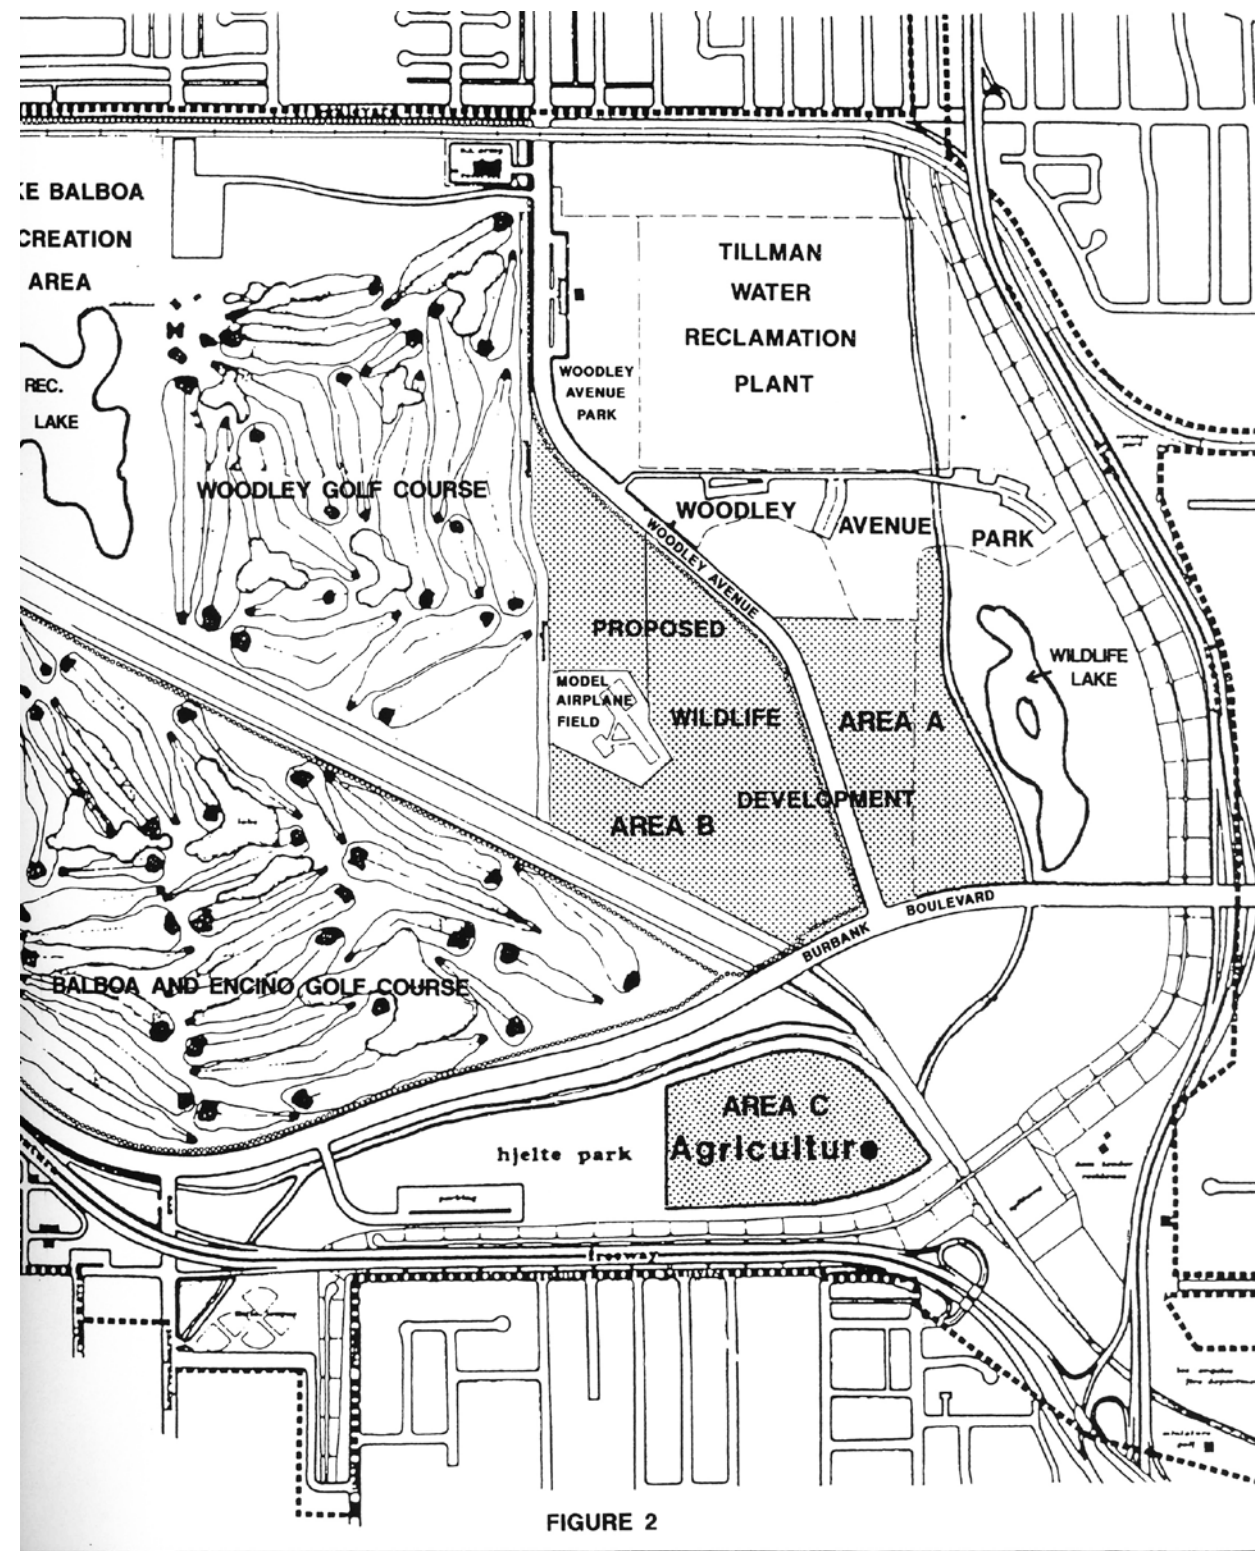 KE BALBOA
CREATION
AREA
REC.
LAKE
TILLMAN
WATER
RECLAMATION
PLANT
WOODLEY
AVENUE
PARK
WOODLEY GOLF COURSE
WOODLEY
AVENUE
PARK
WOODLEY AVENUE
PROPOSED
WILDLIFE
LAKE
MODEL
AIRPLANE
FIELD
WILDLIFE
AREA A
DEVELOPMENT
AREA B
BURBANK
BOULEVARD
BALBOA AND ENCINO GOLF COURSE
AREA C
Agriculture
hjelte park
parking
freeway
FIGURE 2